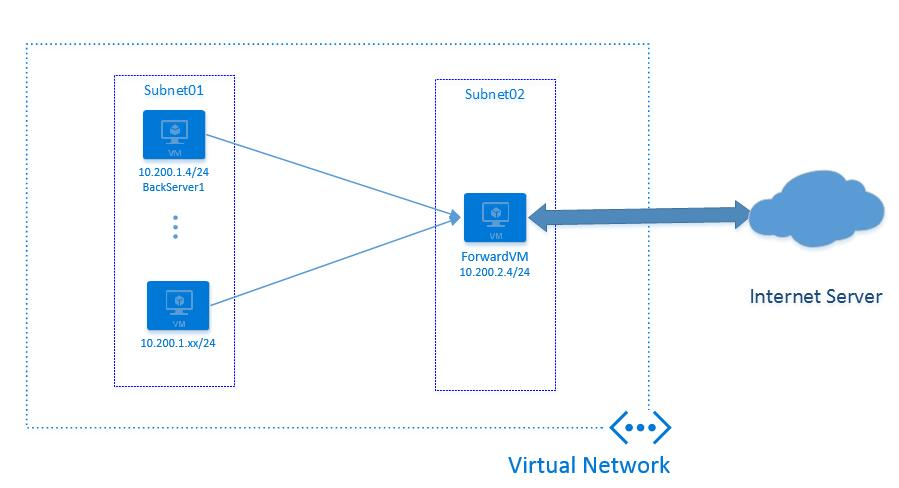 Subnet01
VM
10.200.1.4/24
BackServer1
VM
10.200.1.xx/24
Subnet02
VM
ForwardVM
10.200.2.4/24
Internet Server
Virtual Network